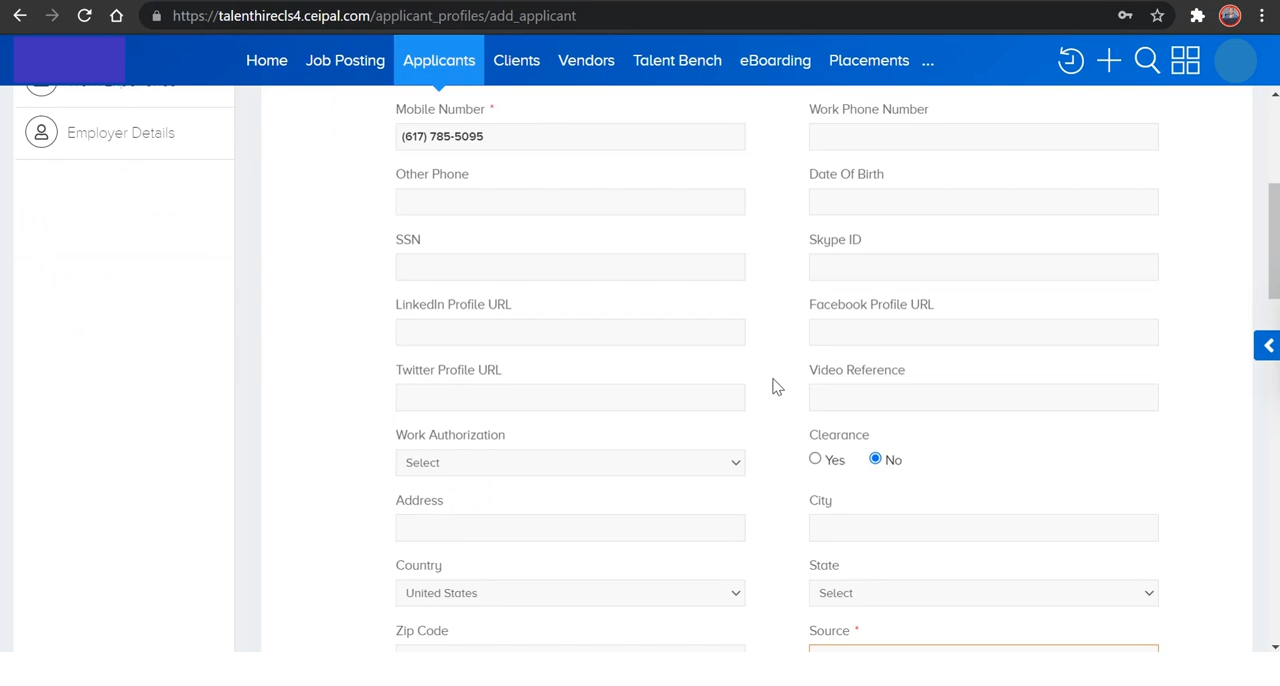 https://talenthirecls4.ceipal.com/applicant_profiles/add_applicant
Home Job Posting Applicants Clients Vendors Talent Bench eBoarding Placements ...
Employer Details
Mobile Number * Work Phone Number
(617) 785-5095
Other Phone Date Of Birth
SSN Skype ID
LinkedIn Profile URL Facebook Profile URL
Twitter Profile URL Video Reference
Work Authorization Clearance
Select Yes No
Address City
Country State
United States Select
Zip Code Source *